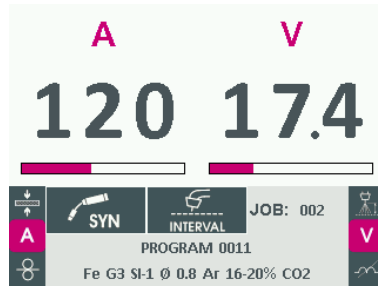 A V
120 17.4
SYN INTERVAL JOB: 002
A V
PROGRAM 0011
Fe G3 SI-1 Ø 0.8 Ar 16-20% CO2